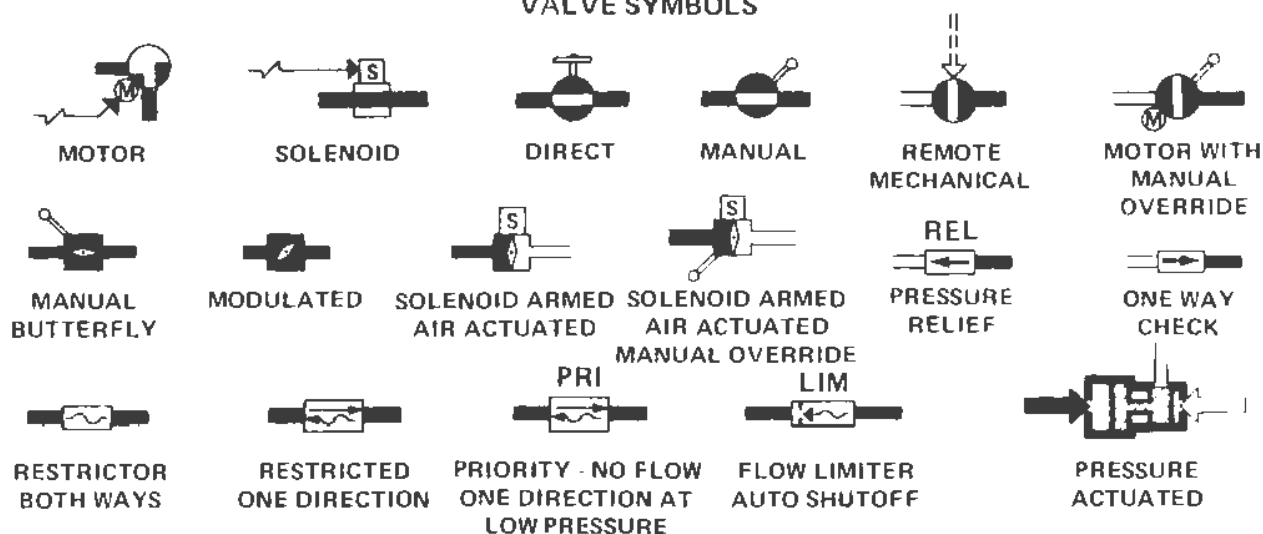 VALVE SYMBOLS
M
S
M
MOTOR
SOLENOID
DIRECT
MANUAL
REMOTE
MECHANICAL
MOTOR WITH
MANUAL
OVERRIDE
S
S
REL
MANUAL
BUTTERFLY
MODULATED
SOLENOID ARMED
AIR ACTUATED
SOLENOID ARMED
AIR ACTUATED
MANUAL OVERRIDE
PRESSURE
RELIEF
ONE WAY
CHECK
PRI
LIM
RESTRICTOR
BOTH WAYS
RESTRICTED
ONE DIRECTION
PRIORITY - NO FLOW
ONE DIRECTION AT
LOW PRESSURE
FLOW LIMITER
AUTO SHUTOFF
PRESSURE
ACTUATED